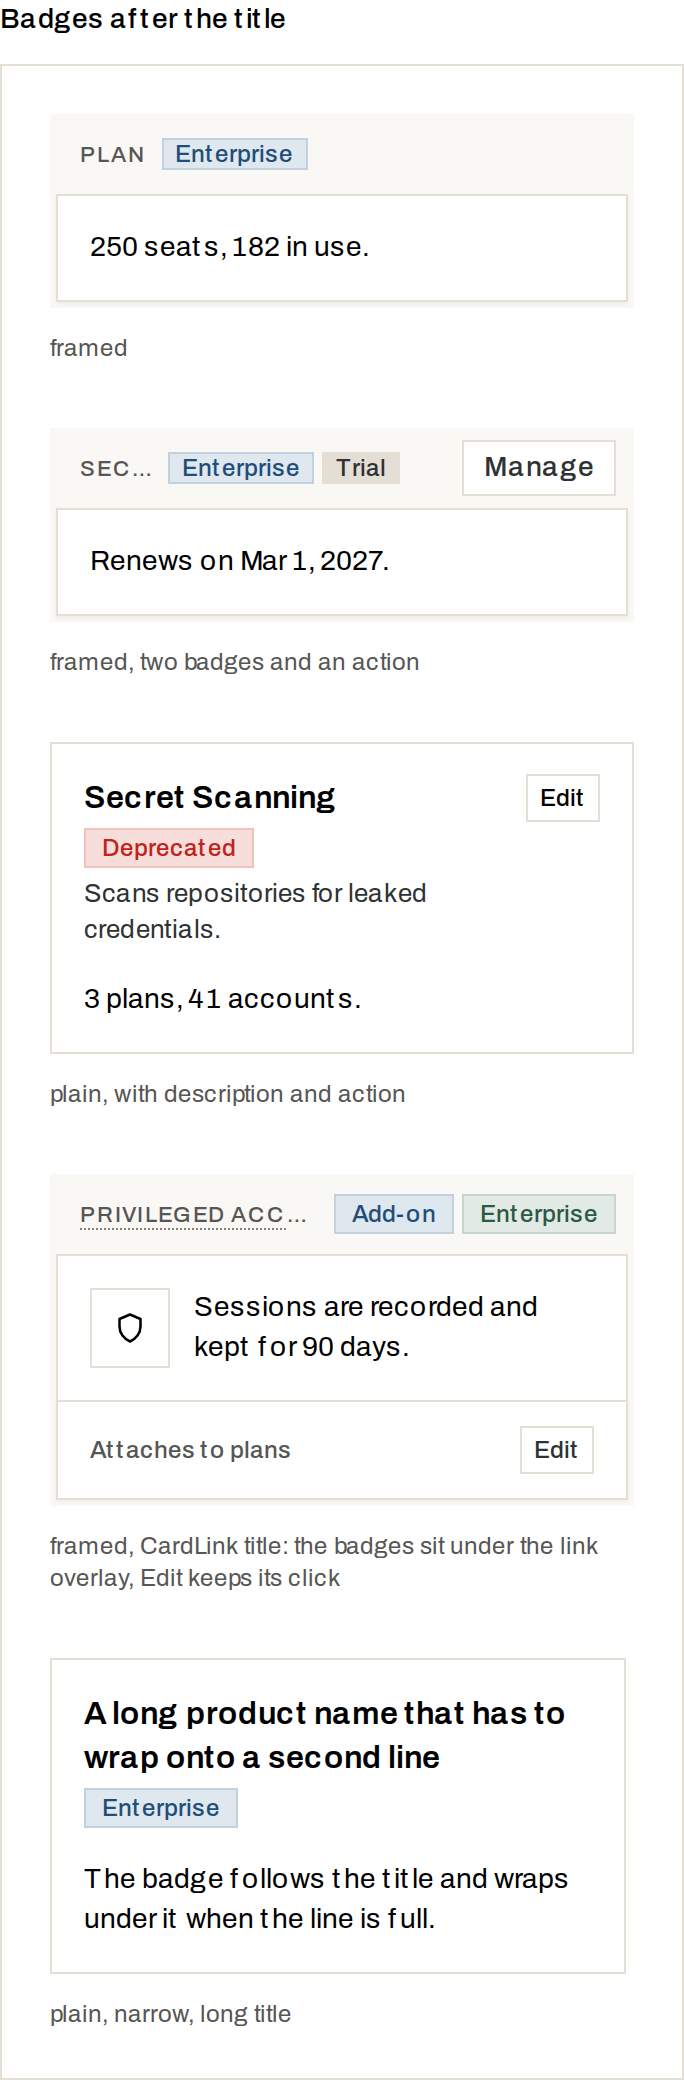 Badges after the title
PLAN Enterprise
250 seats, 182 in use.
framed
SEC... Enterprise Trial Manage
Renews on Mar 1, 2027.
framed, two badges and an action
Secret Scanning Edit
Deprecated
Scans repositories for leaked
credentials.
3 plans, 41 accounts.
plain, with description and action
PRIVILEGED ACC... Add-on Enterprise
Sessions are recorded and
kept for 90 days.
Attaches to plans Edit
framed, CardLink title: the badges sit under the link
overlay, Edit keeps its click
A long product name that has to
wrap onto a second line
Enterprise
The badge follows the title and wraps
under it when the line is full.
plain, narrow, long title